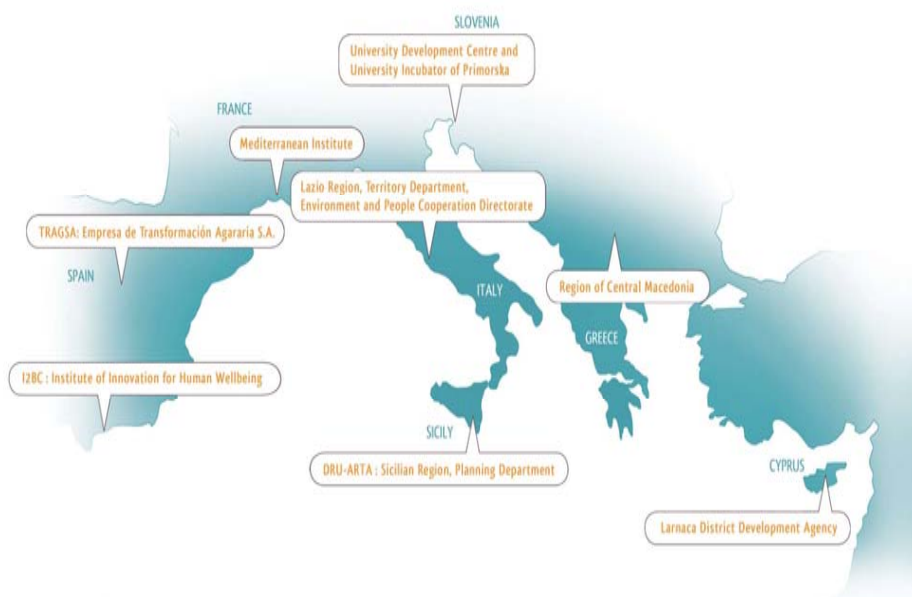 SLOVENIA
University Development Centre and
University Incubator of Primorska
FRANCE
Mediterranean Institute
Lazio Region, Territory Department,
Environment and People Cooperation Directorate
TRAGSA: Empresa de Transformación Agararia S.A.
SPAIN
Region of Central Macedonia
ITALY
GREECE
I2BC : Institute of Innovation for Human Wellbeing
SICILY
DRU-ARTA : Sicilian Region, Planning Department
CYPRUS
Larnaca District Development Agency